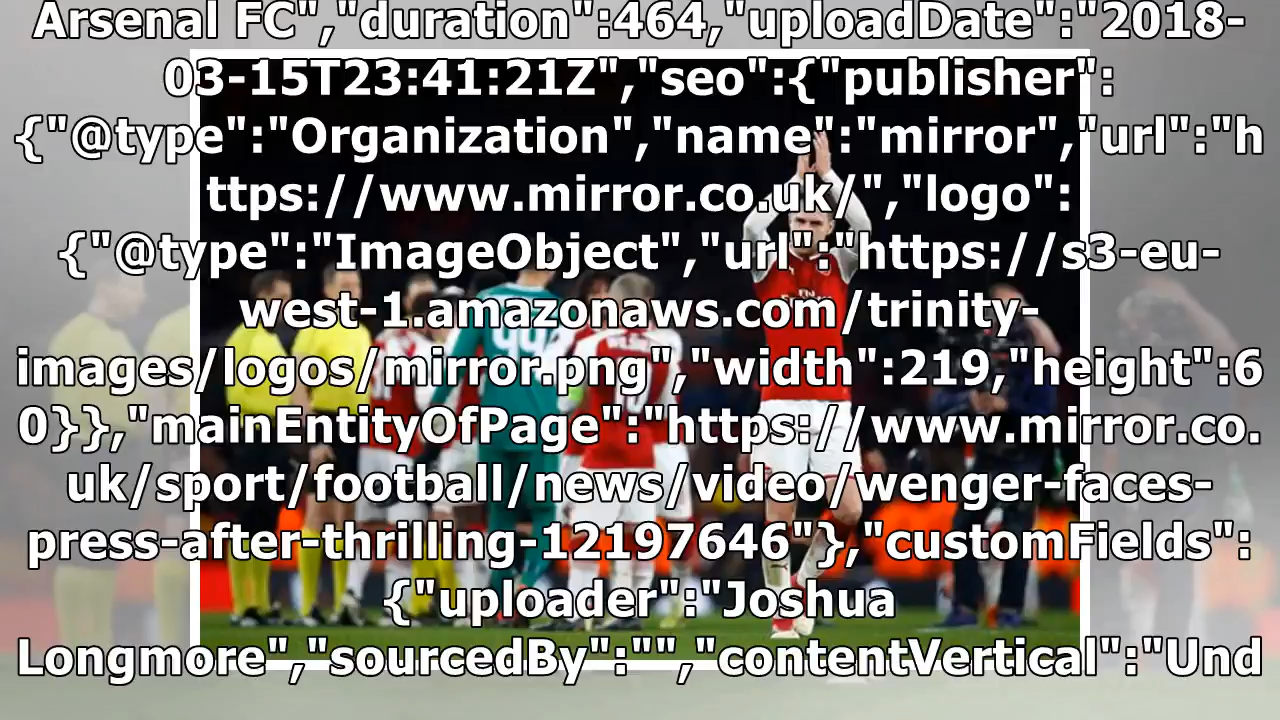 Arsenal FC","duration":464,"uploadDate":"2018-
03-15T23:41:21Z","seo":{"publisher":
{"@type":"Organization","name":"mirror","url":"h
ttps://www.mirror.co.uk/","logo":
{"@type":"ImageObject","url":"https://s3-eu-
west-1.amazonaws.com/trinity-
images/logos/mirror.png","width":219,"height":6
0}},"mainEntityOfPage":"https://www.mirror.co.
uk/sport/football/news/video/wenger-faces-
press-after-thrilling-12197646"},"customFields":
{"uploader":"Joshua
Longmore","sourcedBy":"","contentVertical":"Und